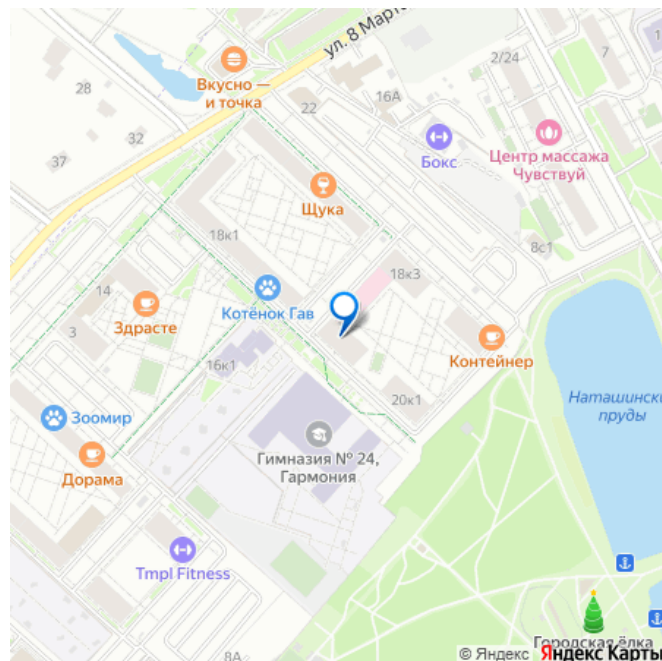 ул. 8 Марта
2/24
7
28
Вкусно —
и точка
16А
22
32
Бокс
Центр массажа
Чувствуй
37
Щука
18к1
8с1
18к3
14
Котёнок Гав
Здрасте
3
Контейнер
16к1
20к1
Наташински
пруды
Зоомир
Гимназия № 24,
Гармония
Дорама
Tmpl Fitness
8А
Городская ёлка
© Яндекс Яндекс Карты